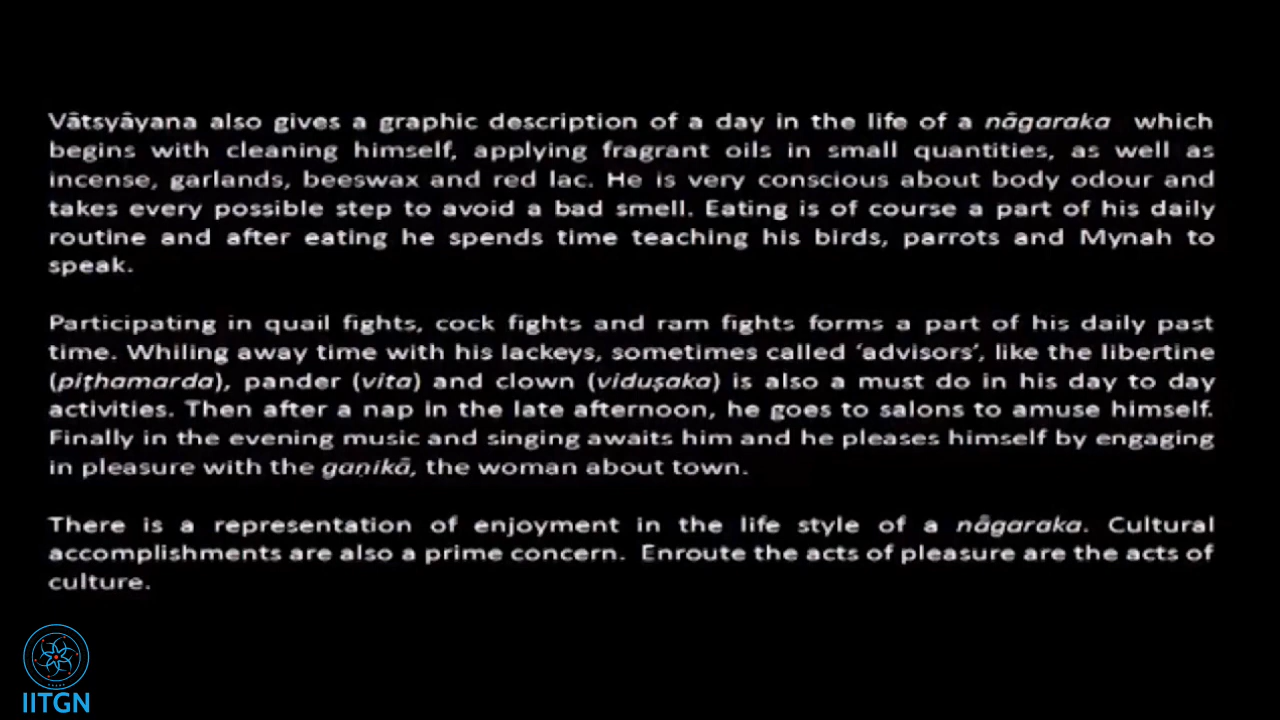 Vātsyāyana also gives a graphic description of a day in the life of a nāgaraka which
begins with cleaning himself, applying fragrant oils in small quantities, as well as
incense, garlands, beeswax and red lac. He is very conscious about body odour and
takes every possible step to avoid a bad smell. Eating is of course a part of his daily
routine and after eating he spends time teaching his birds, parrots and Mynah to
speak.
Participating in quail fights, cock fights and ram fights forms a part of his daily past
time. Whiling away time with his lackeys, sometimes called ‘advisors’, like the libertine
(piṭhamarda), pander (vita) and clown (viduṣaka) is also a must do in his day to day
activities. Then after a nap in the late afternoon, he goes to salons to amuse himself.
Finally in the evening music and singing awaits him and he pleases himself by engaging
in pleasure with the gaṇikā, the woman about town.
There is a representation of enjoyment in the life style of a nāgaraka. Cultural
accomplishments are also a prime concern. Enroute the acts of pleasure are the acts of
culture.
IITGN